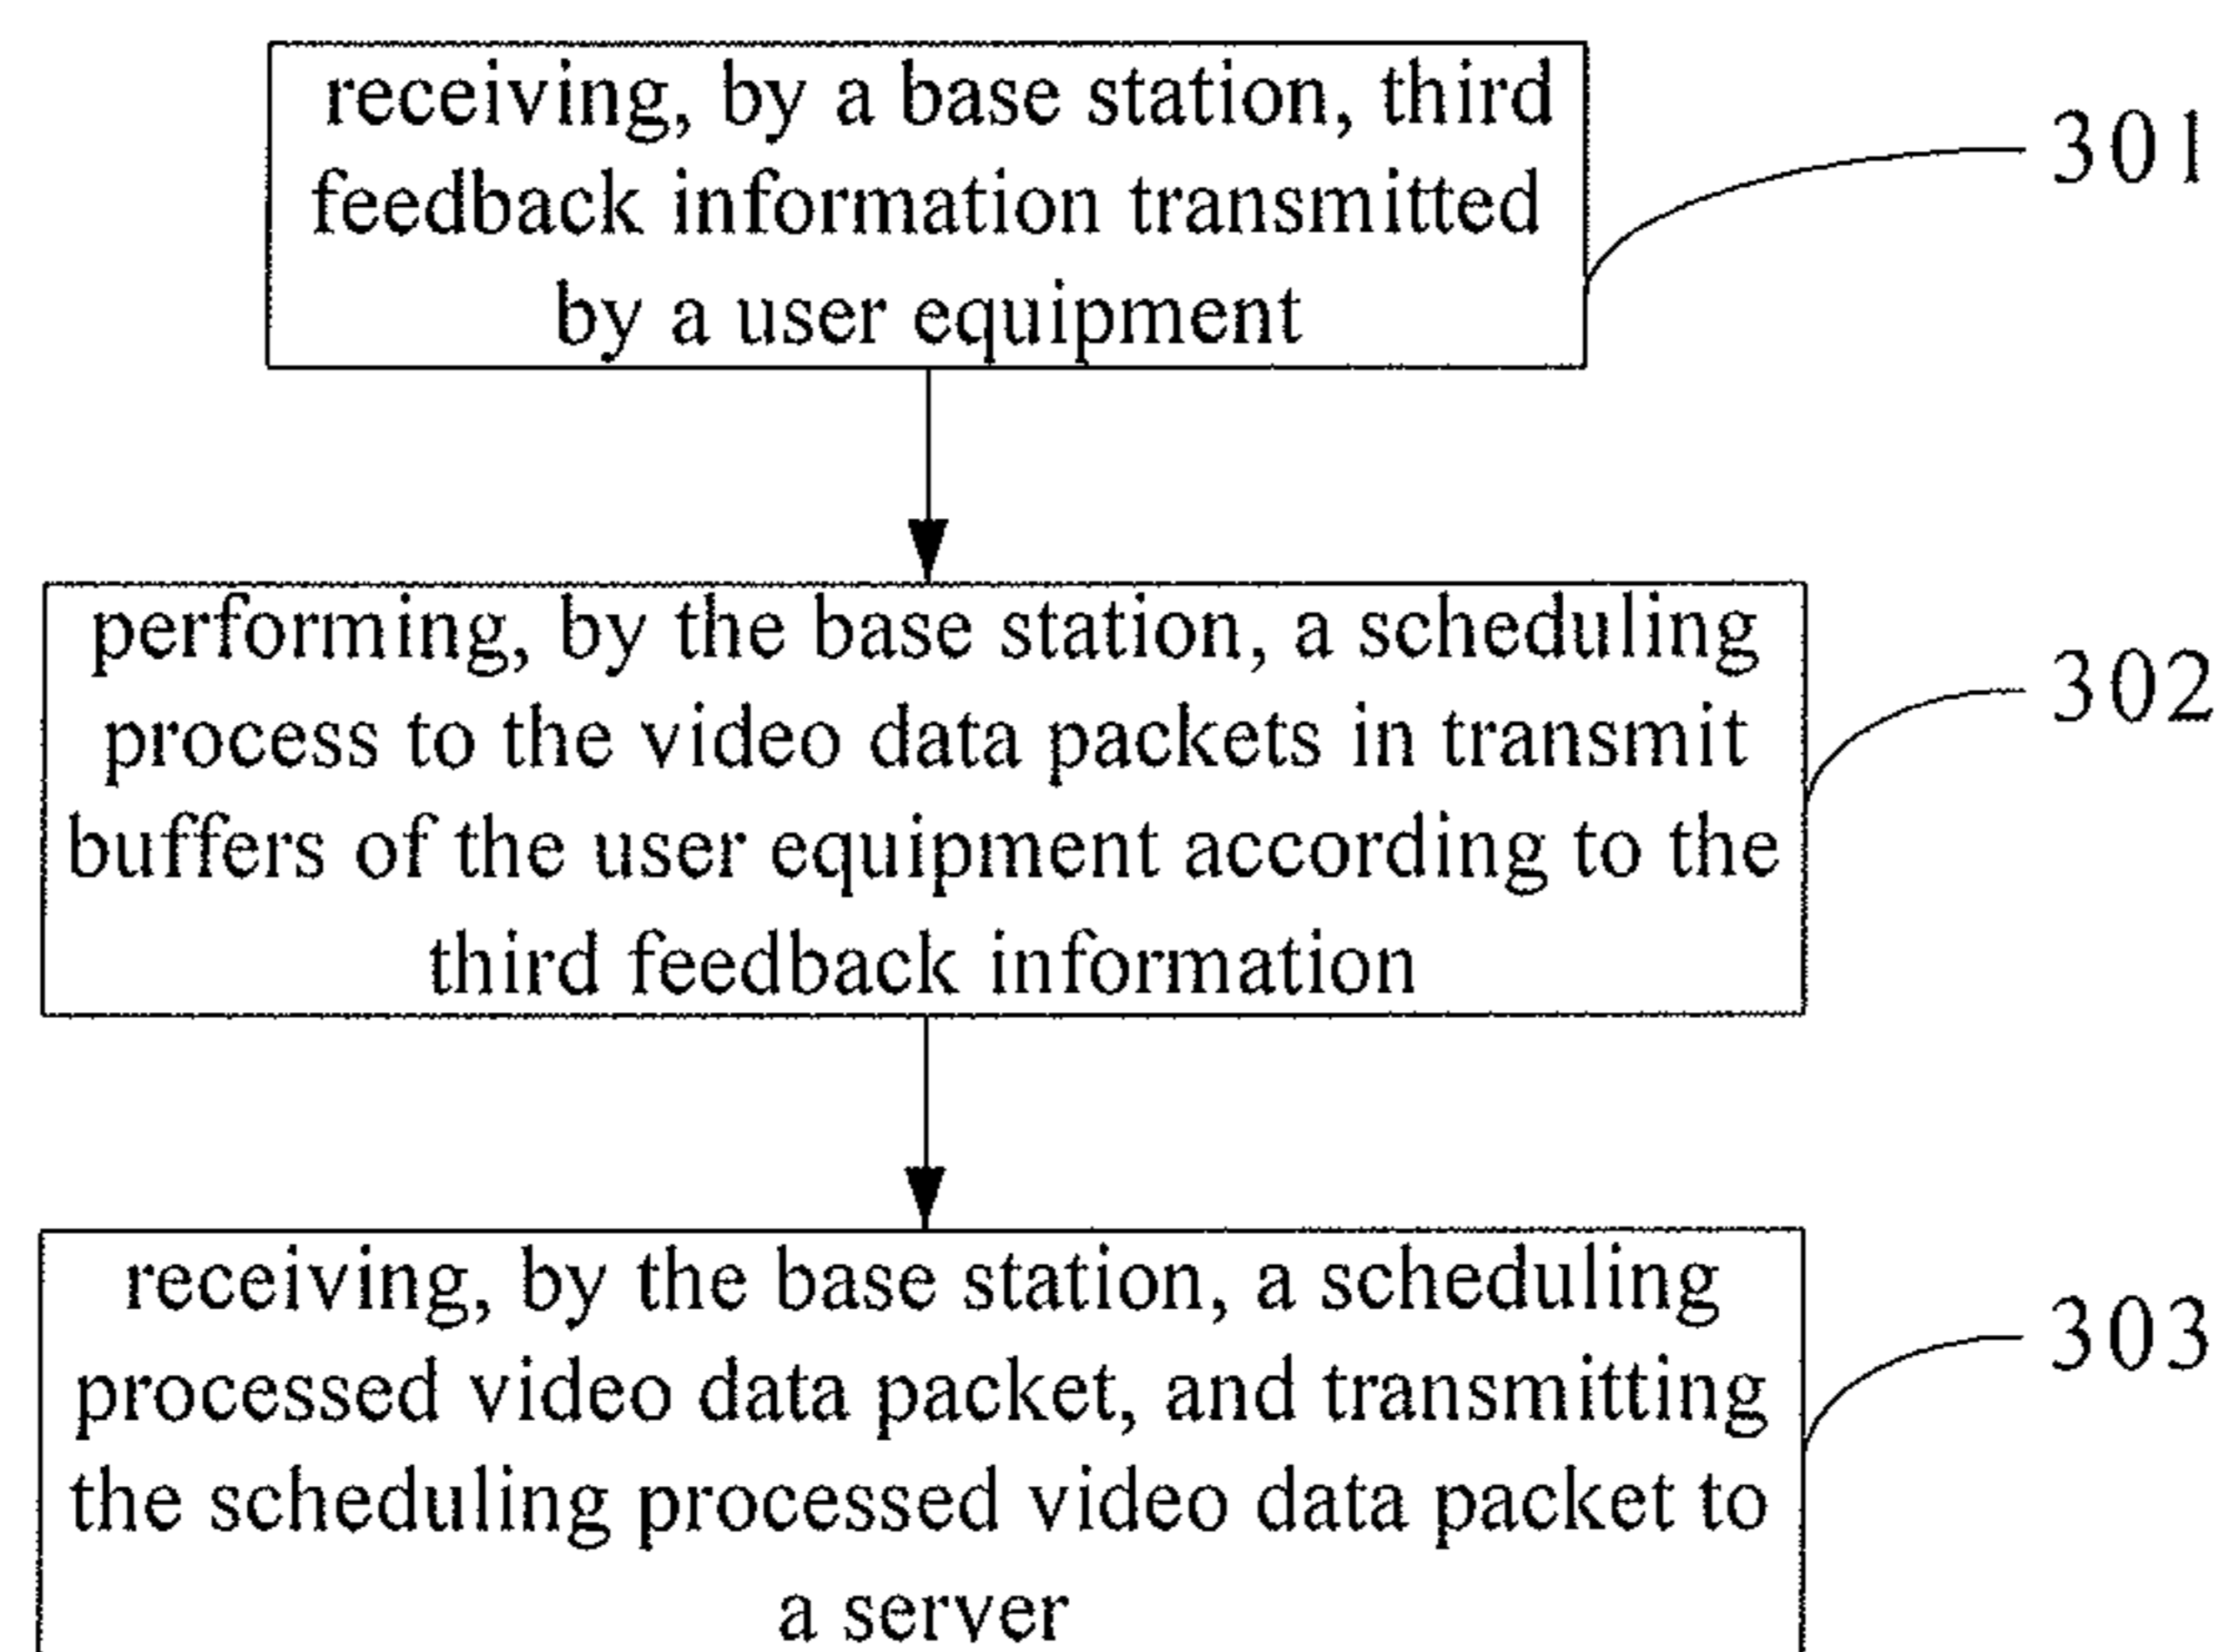 receiving, by a base station, third
feedback information transmitted
by a user equipment
301
performing, by the base station, a scheduling
process to the video data packets in transmit
buffers of the user equipment according to the
third feedback information
302
receiving, by the base station, a scheduling
processed video data packet, and transmitting
the scheduling processed video data packet to
a server
303